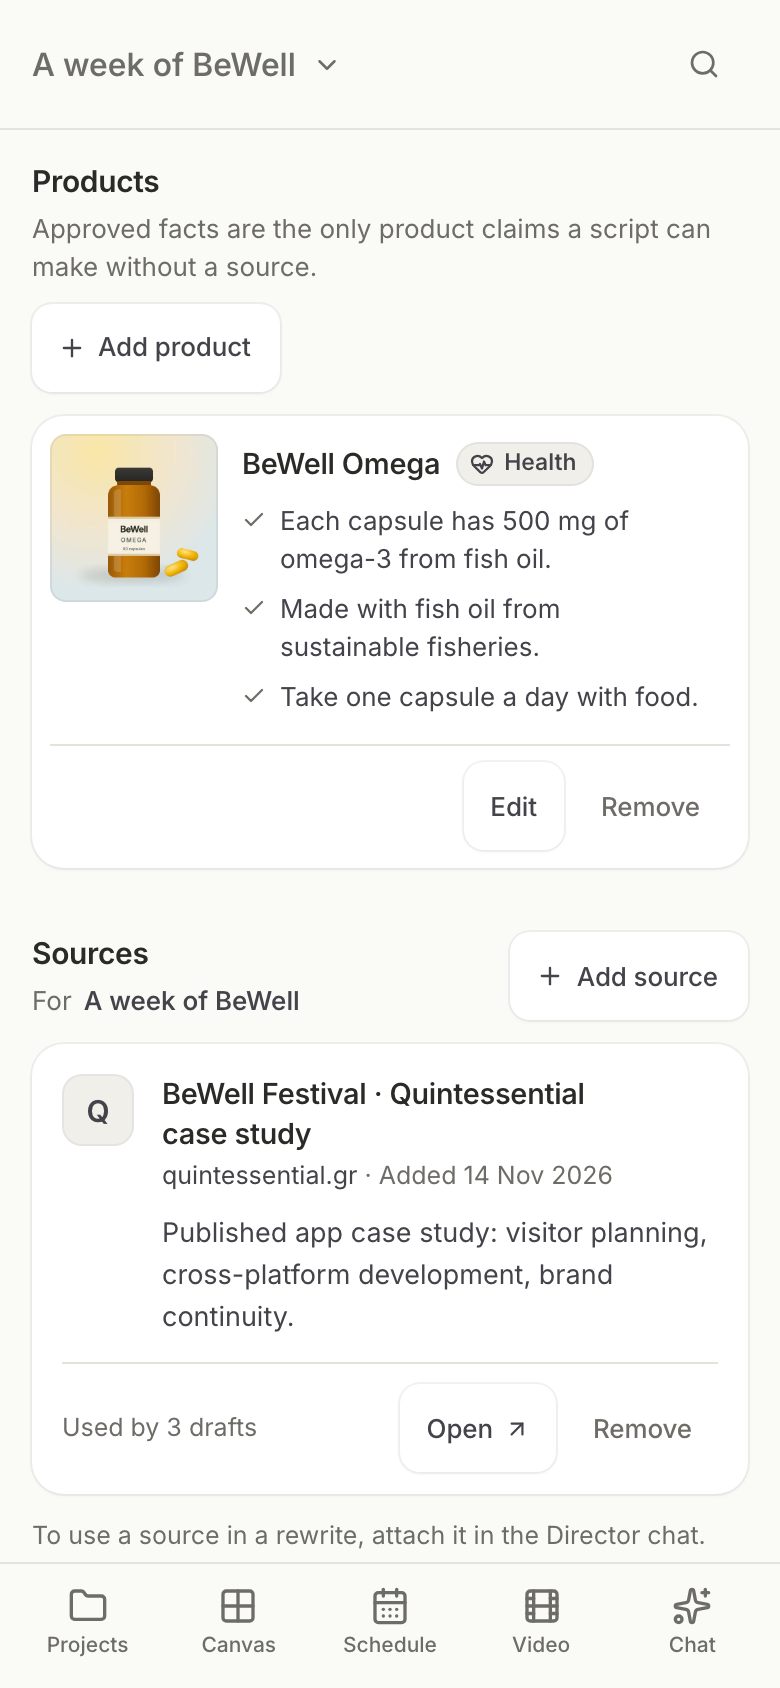 A week of BeWell
Products
Approved facts are the only product claims a script can
make without a source.
Add product
BeWell
OMEGA
BeWell Omega
Health
Each capsule has 500 mg of
omega-3 from fish oil.
Made with fish oil from
sustainable fisheries.
Take one capsule a day with food.
Edit
Remove
Sources
For A week of BeWell
Add source
Q
BeWell Festival · Quintessential
case study
quintessential.gr · Added 14 Nov 2026
Published app case study: visitor planning,
cross-platform development, brand
continuity.
Used by 3 drafts
Open
Remove
To use a source in a rewrite, attach it in the Director chat.
Projects
Canvas
Schedule
Video
Chat